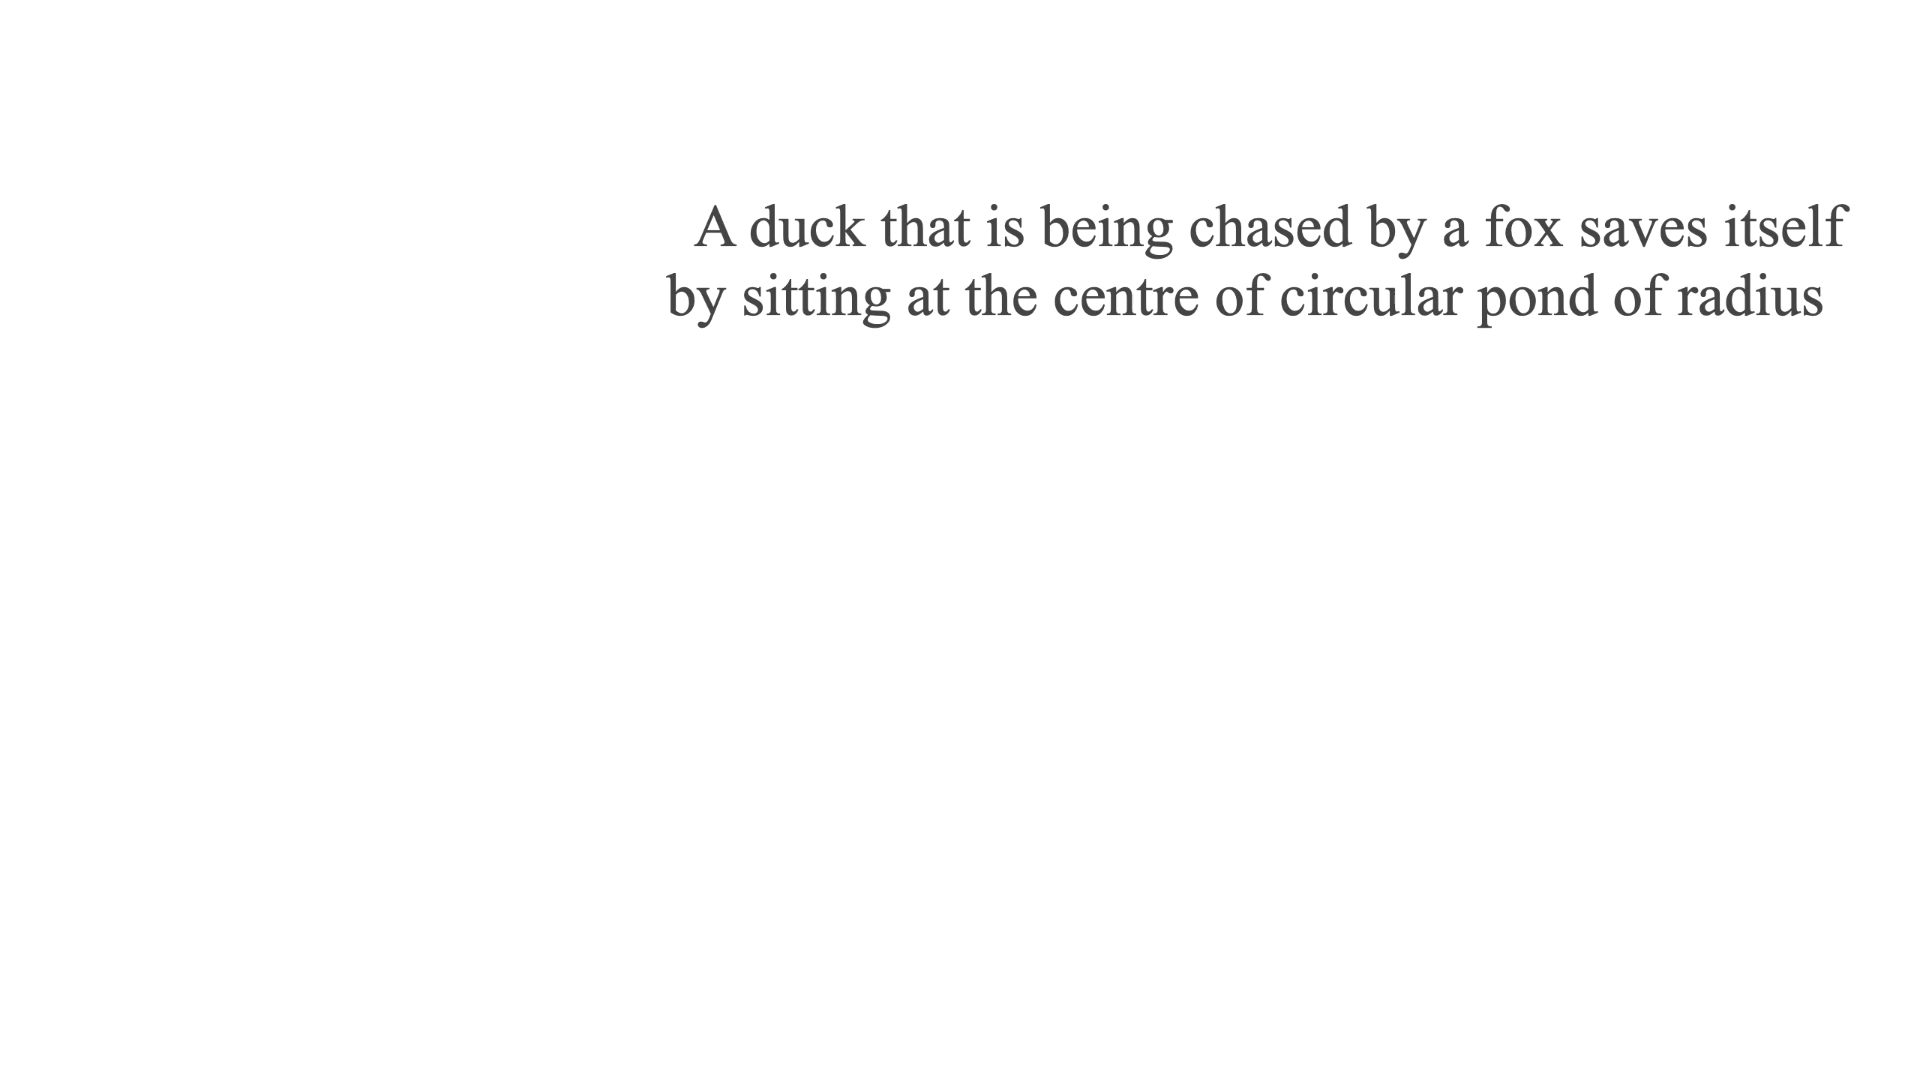 A duck that is being chased by a fox saves itself
by sitting at the centre of circular pond of radius